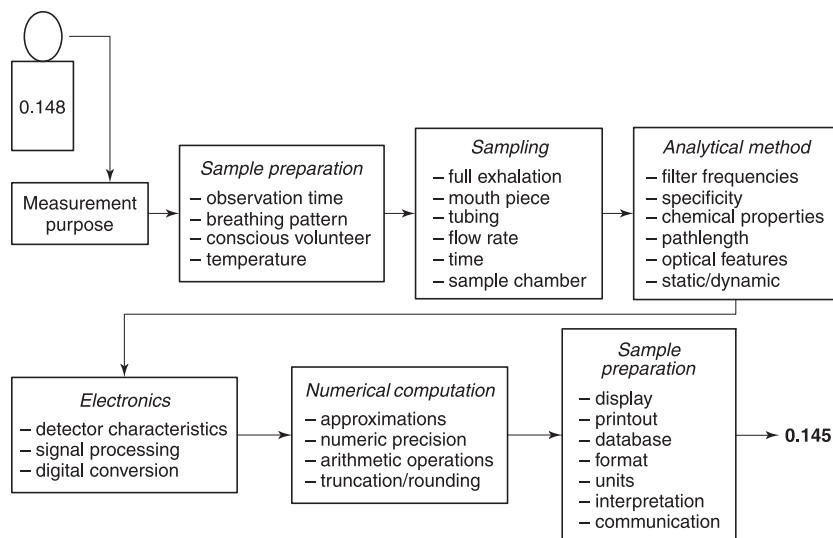 0.148
Measurement
purpose
Sample preparation
– observation time
– breathing pattern
– conscious volunteer
– temperature
Sampling
– full exhalation
– mouth piece
– tubing
– flow rate
– time
– sample chamber
Analytical method
– filter frequencies
– specificity
– chemical properties
– pathlength
– optical features
– static/dynamic
Electronics
– detector characteristics
– signal processing
– digital conversion
Numerical computation
– approximations
– numeric precision
– arithmetic operations
– truncation/rounding
Sample
preparation
– display
– printout
– database
– format
– units
– interpretation
– communication
0.145